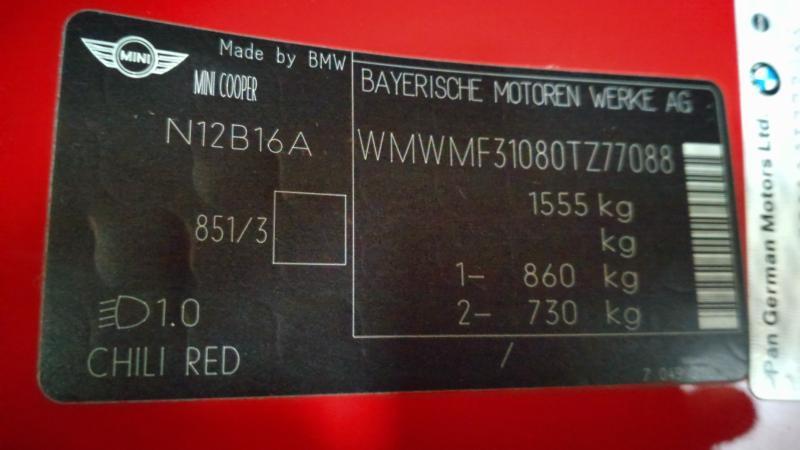 MINI
Made by BMW
MINI COOPER
N12B16A
851/3
1.0
CHILI RED
BAYERISCHE MOTOREN WERKE AG
WMWMF31080TZ77088
1555 kg
kg
1- 860 kg
2- 730 kg
/
Pan German Motors Ltd